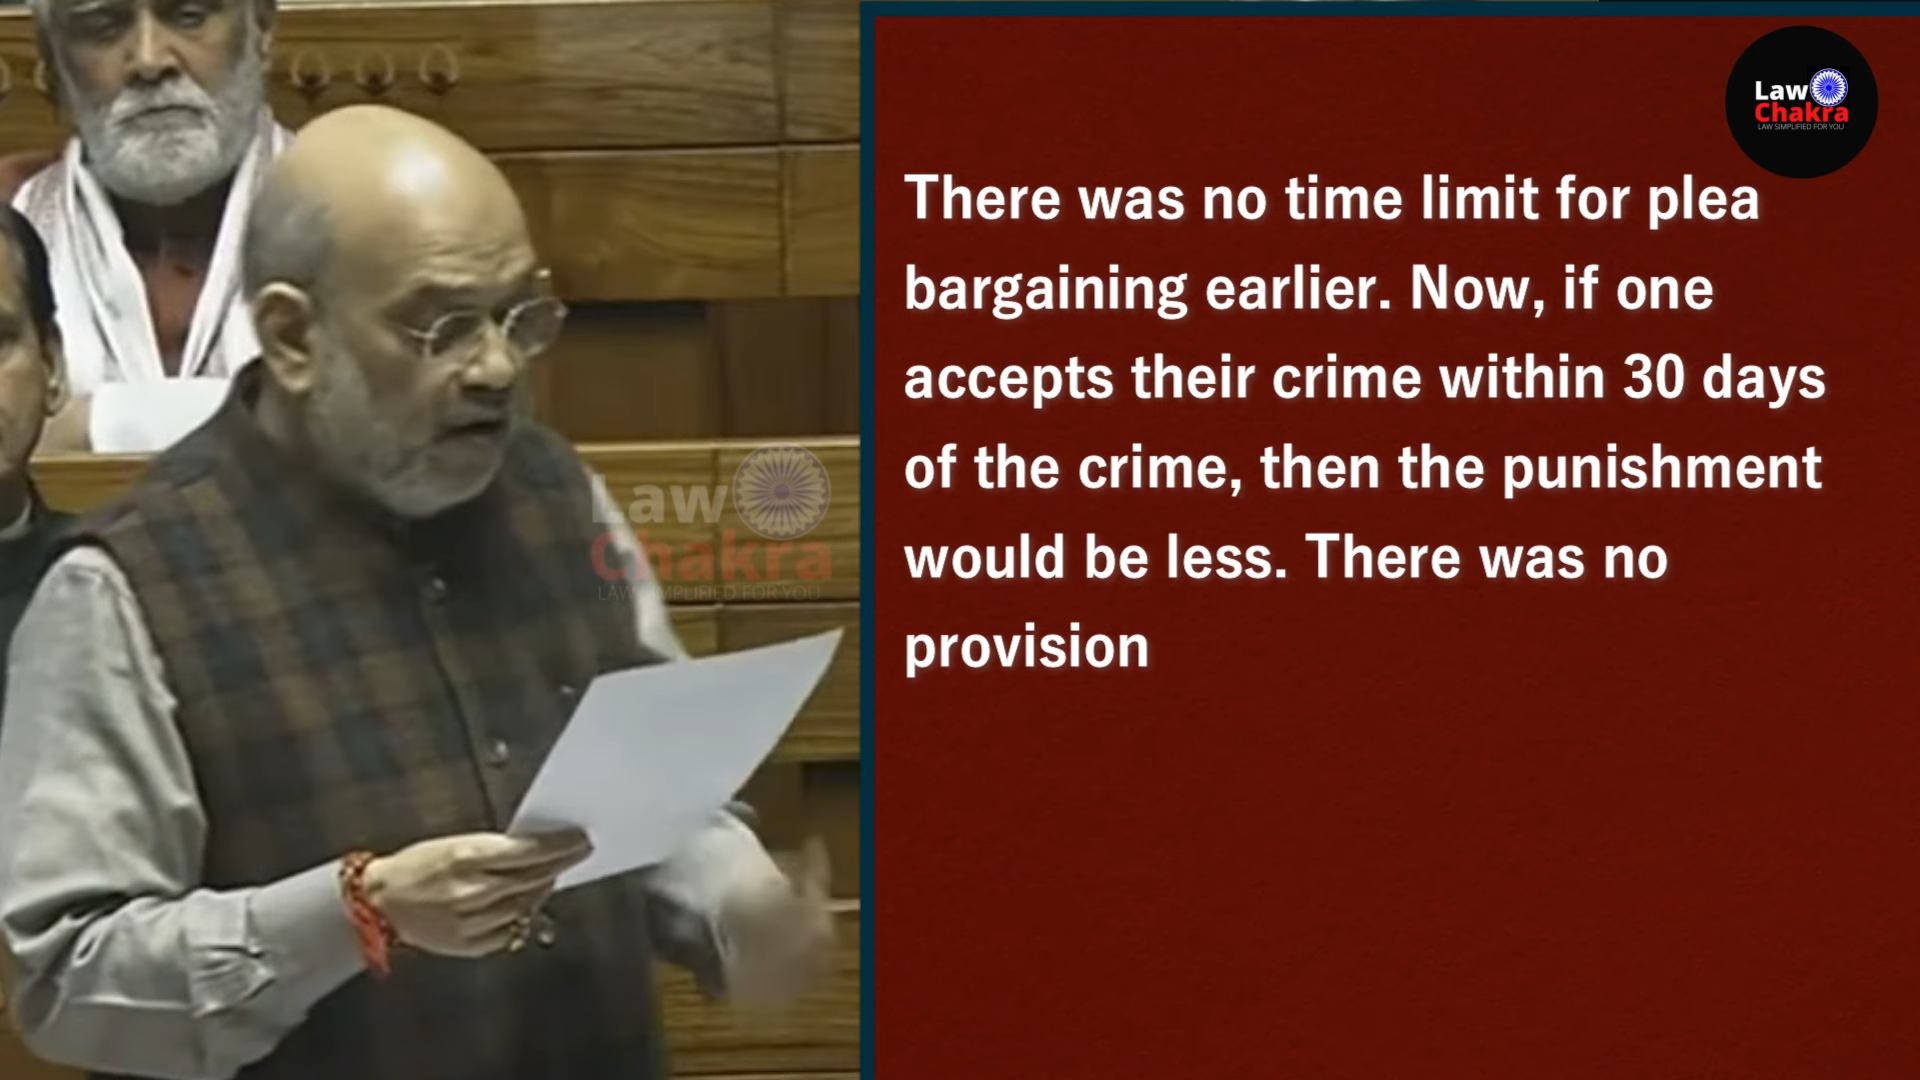 Law
Chakra
LAW SIMPLIFIED FOR YOU
There was no time limit for plea
bargaining earlier. Now, if one
accepts their crime within 30 days
of the crime, then the punishment
would be less. There was no
provision
Law
Chakra
LAW SIMPLIFIED FOR YOU